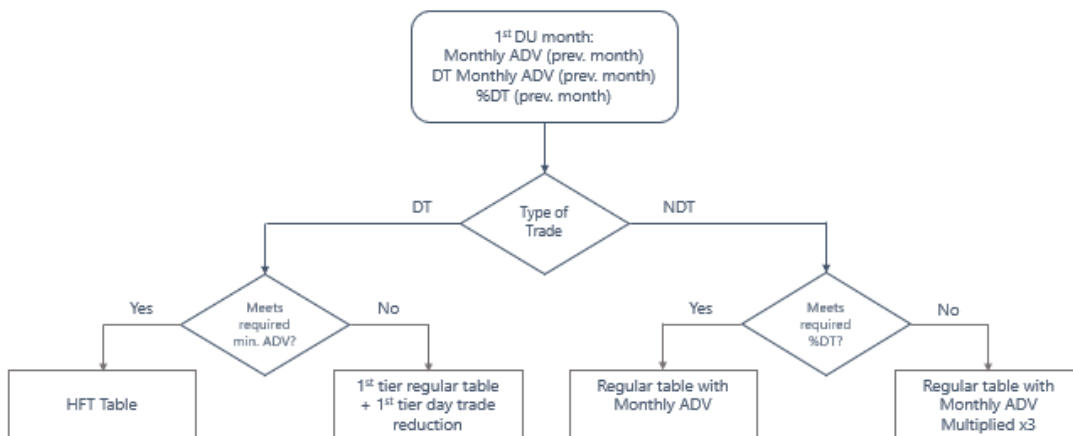 1st DU month:
Monthly ADV (prev. month)
DT Monthly ADV (prev. month)
%DT (prev. month)
DT
Type of
Trade
NDT
Yes
Meets
required
min. ADV?
No
Yes
Meets
required
%DT?
No
HFT Table
1st tier regular table
+ 1st tier day trade
reduction
Regular table with
Monthly ADV
Regular table with
Monthly ADV
Multiplied x3